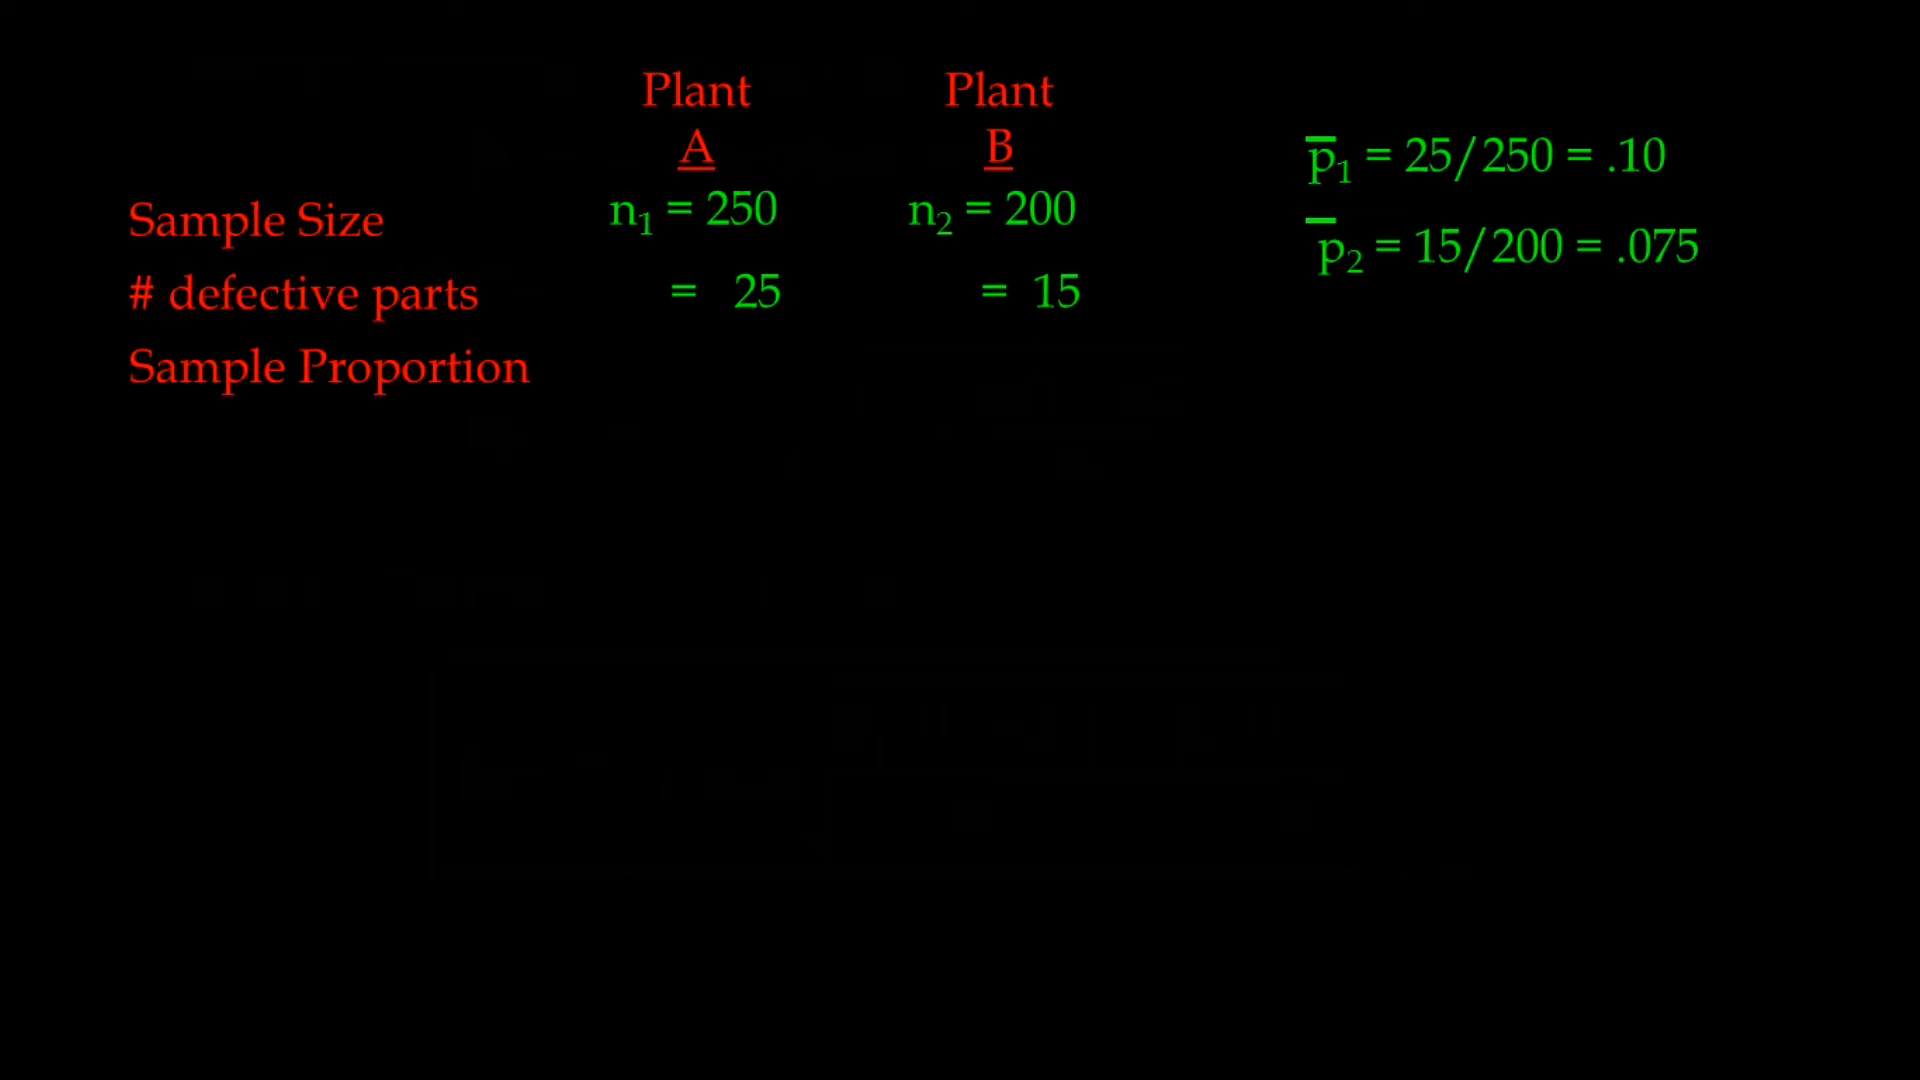 Plant Plant
A B
Sample Size n₁ = 250 n₂ = 200
# defective parts = 25 = 15
Sample Proportion
p̅₁ = 25/250 = .10
p̅₂ = 15/200 = .075